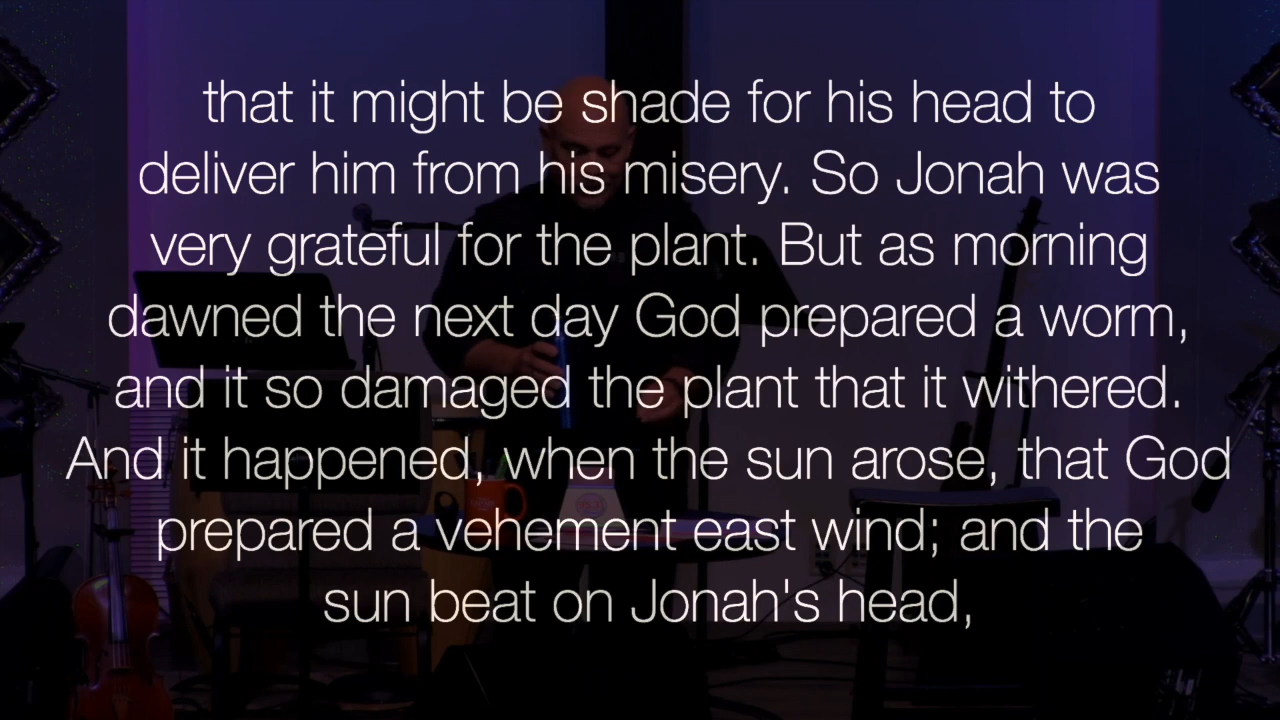 that it might be shade for his head to
deliver him from his misery. So Jonah was
very grateful for the plant. But as morning
dawned the next day God prepared a worm,
and it so damaged the plant that it withered.
And it happened, when the sun arose, that God
prepared a vehement east wind; and the
sun beat on Jonah's head,